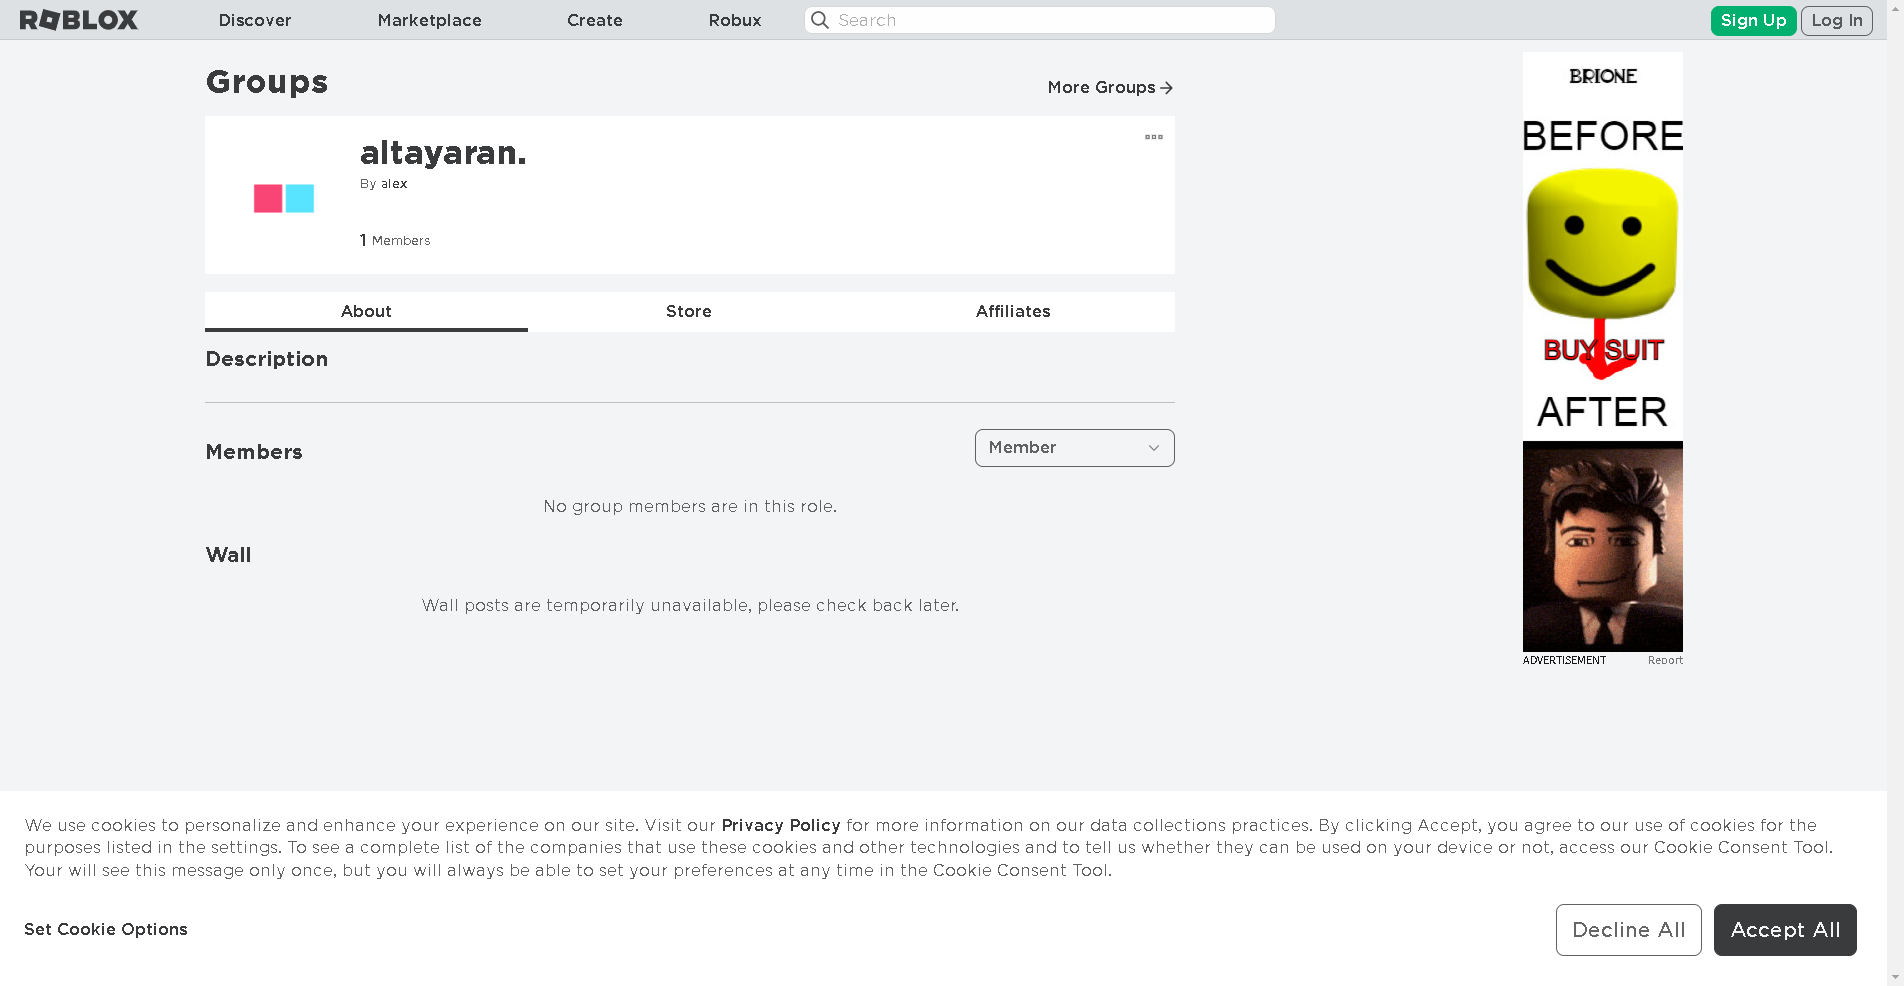 ROBLOX
Discover
Marketplace
Create
Robux
Search
Sign Up
Log In
Groups
More Groups
altayaran.
By alex
1 Members
About
Store
Affiliates
Description
Members
Member
No group members are in this role.
Wall
Wall posts are temporarily unavailable, please check back later.
BRIONE
BEFORE
BUY SUIT
AFTER
ADVERTISEMENT
Report
We use cookies to personalize and enhance your experience on our site. Visit our Privacy Policy for more information on our data collections practices. By clicking Accept, you agree to our use of cookies for the
purposes listed in the settings. To see a complete list of the companies that use these cookies and other technologies and to tell us whether they can be used on your device or not, access our Cookie Consent Tool.
Your will see this message only once, but you will always be able to set your preferences at any time in the Cookie Consent Tool.
Set Cookie Options
Decline All
Accept All